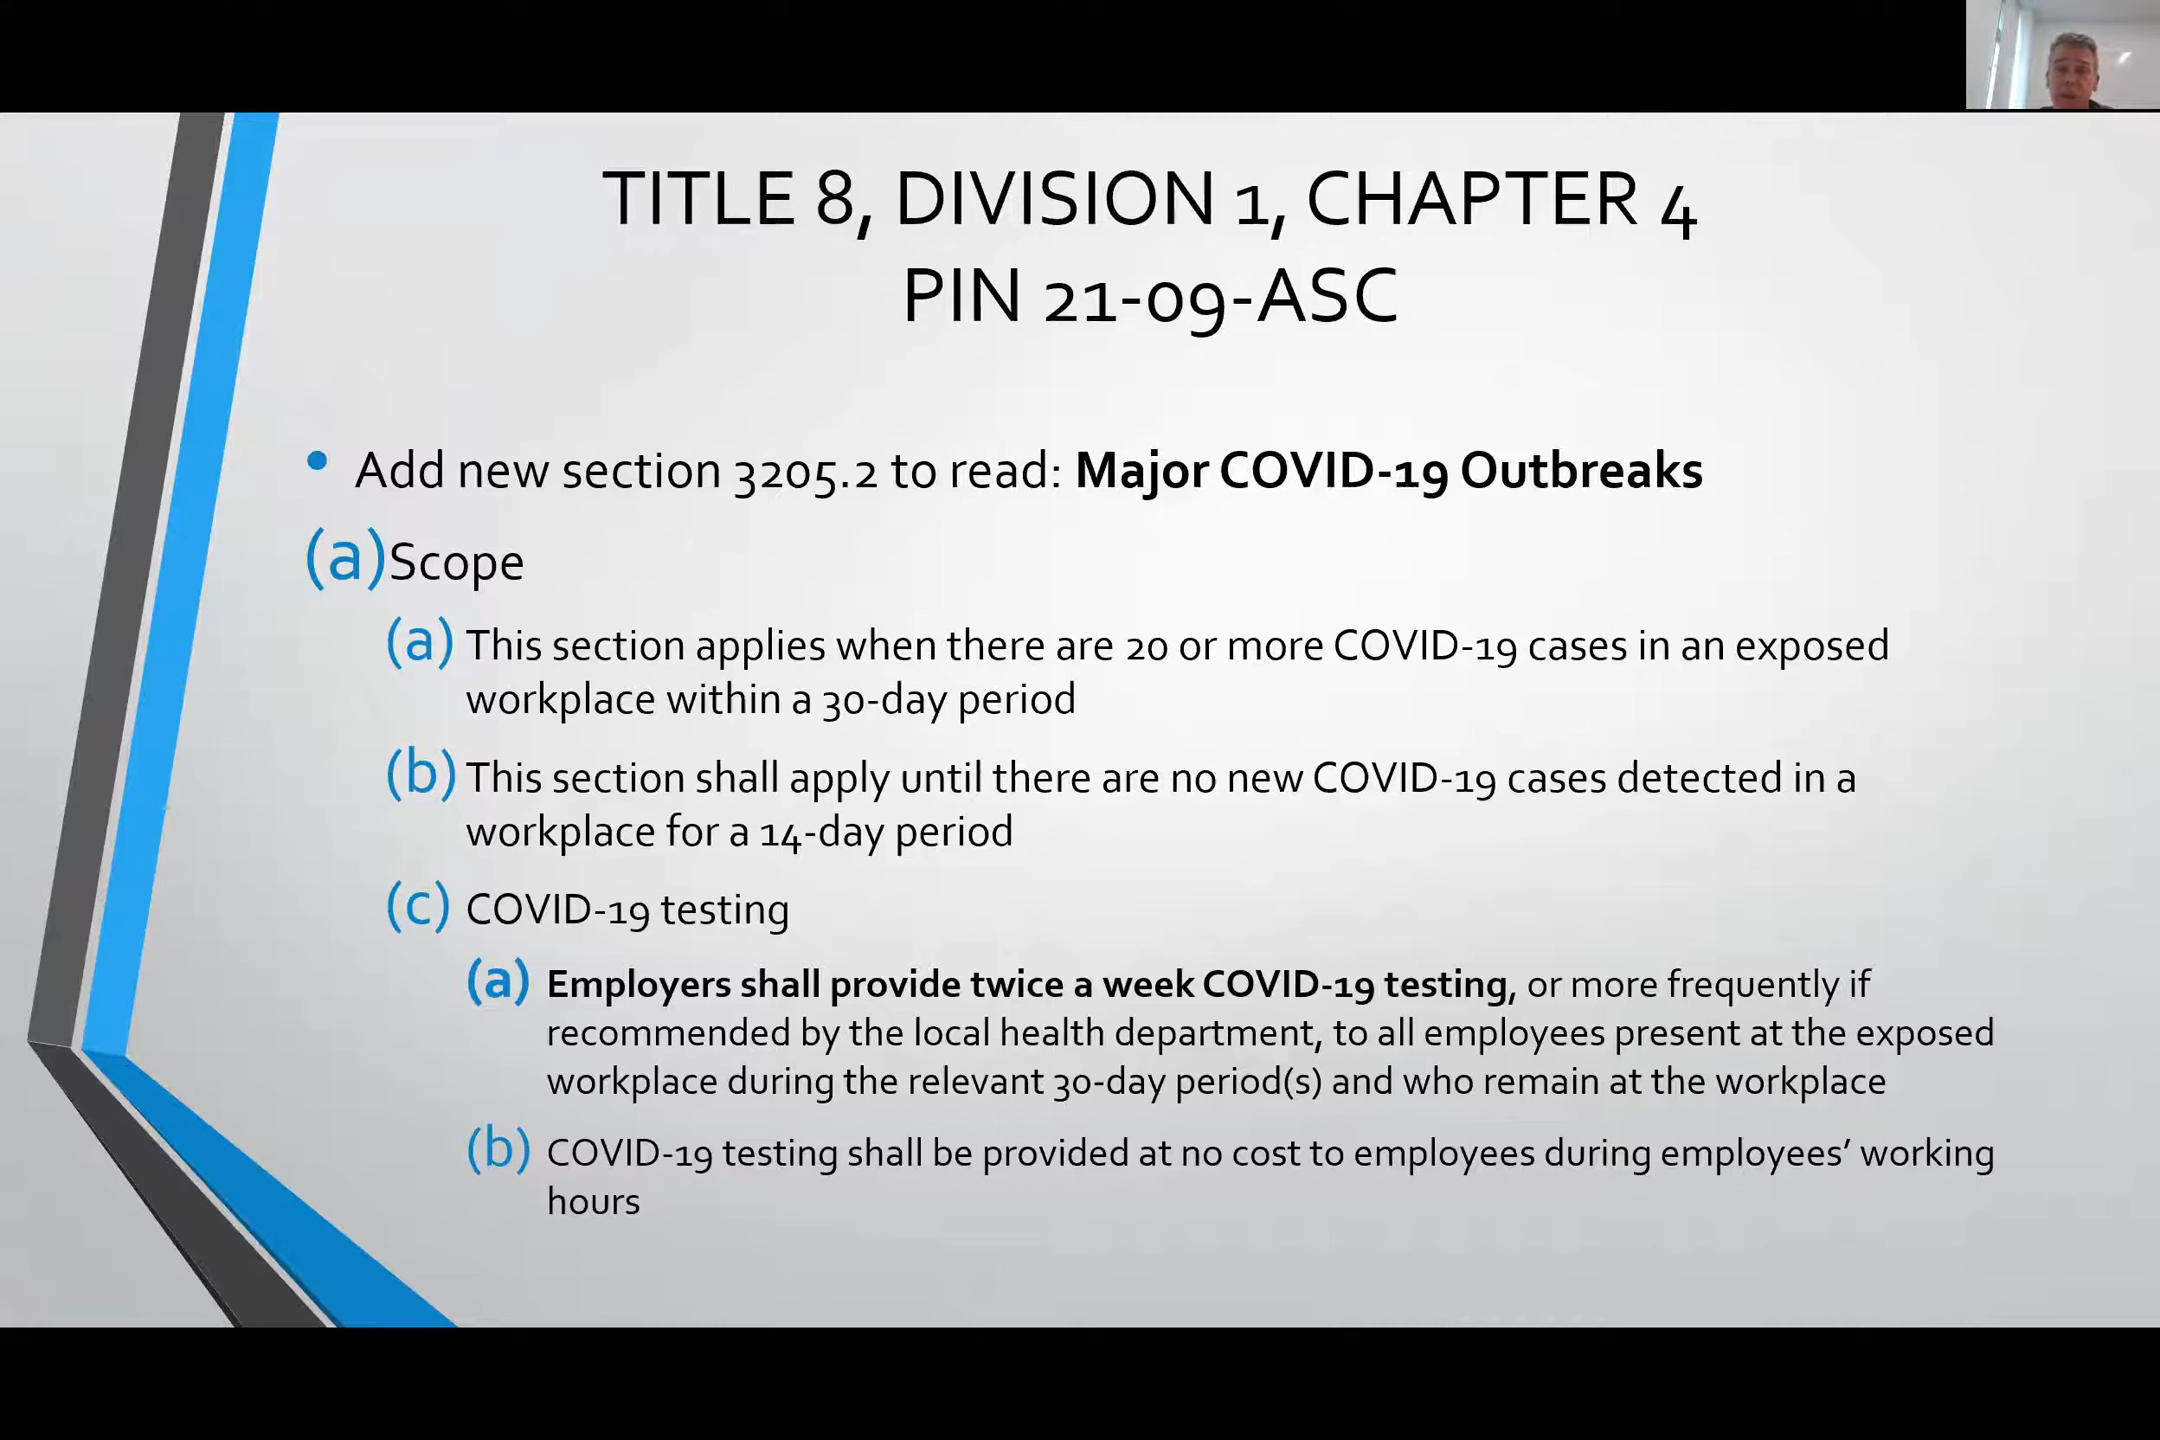 TITLE 8, DIVISION 1, CHAPTER 4
PIN 21-09-ASC
• Add new section 3205.2 to read: Major COVID-19 Outbreaks
(a)Scope
(a) This section applies when there are 20 or more COVID-19 cases in an exposed
workplace within a 30-day period
(b) This section shall apply until there are no new COVID-19 cases detected in a
workplace for a 14-day period
(c) COVID-19 testing
(a) Employers shall provide twice a week COVID-19 testing, or more frequently if
recommended by the local health department, to all employees present at the exposed
workplace during the relevant 30-day period(s) and who remain at the workplace
(b) COVID-19 testing shall be provided at no cost to employees during employees’ working
hours